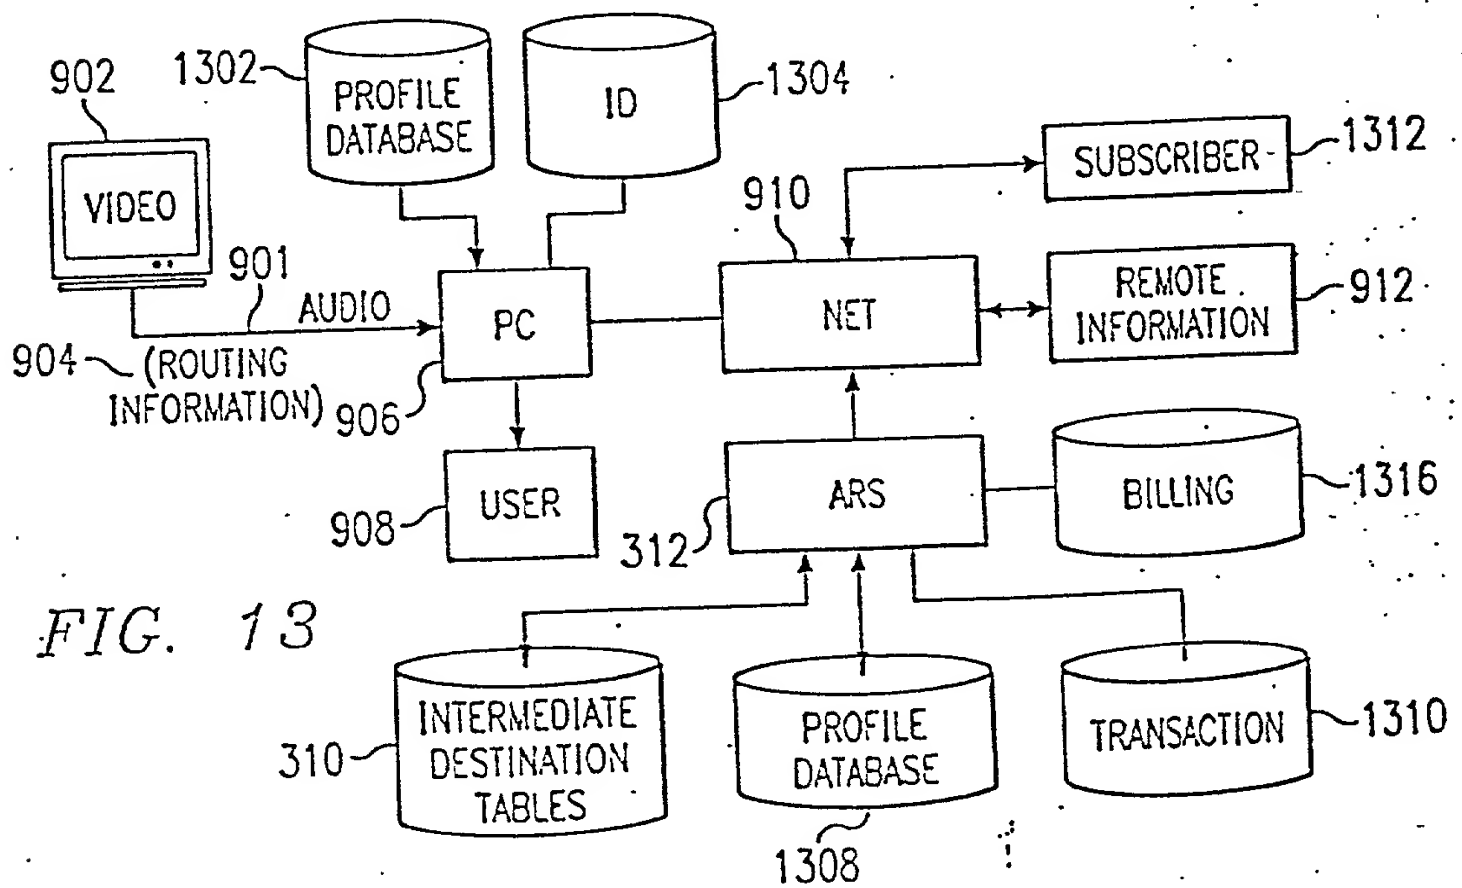 902
1302
PROFILE
DATABASE
ID
1304
VIDEO
910
SUBSCRIBER
1312
901
AUDIO
904
(ROUTING
INFORMATION)
906
PC
NET
REMOTE
INFORMATION
912
USER
908
ARS
312
BILLING
1316
FIG. 13
INTERMEDIATE
DESTINATION
TABLES
310
PROFILE
DATABASE
1308
TRANSACTION
1310